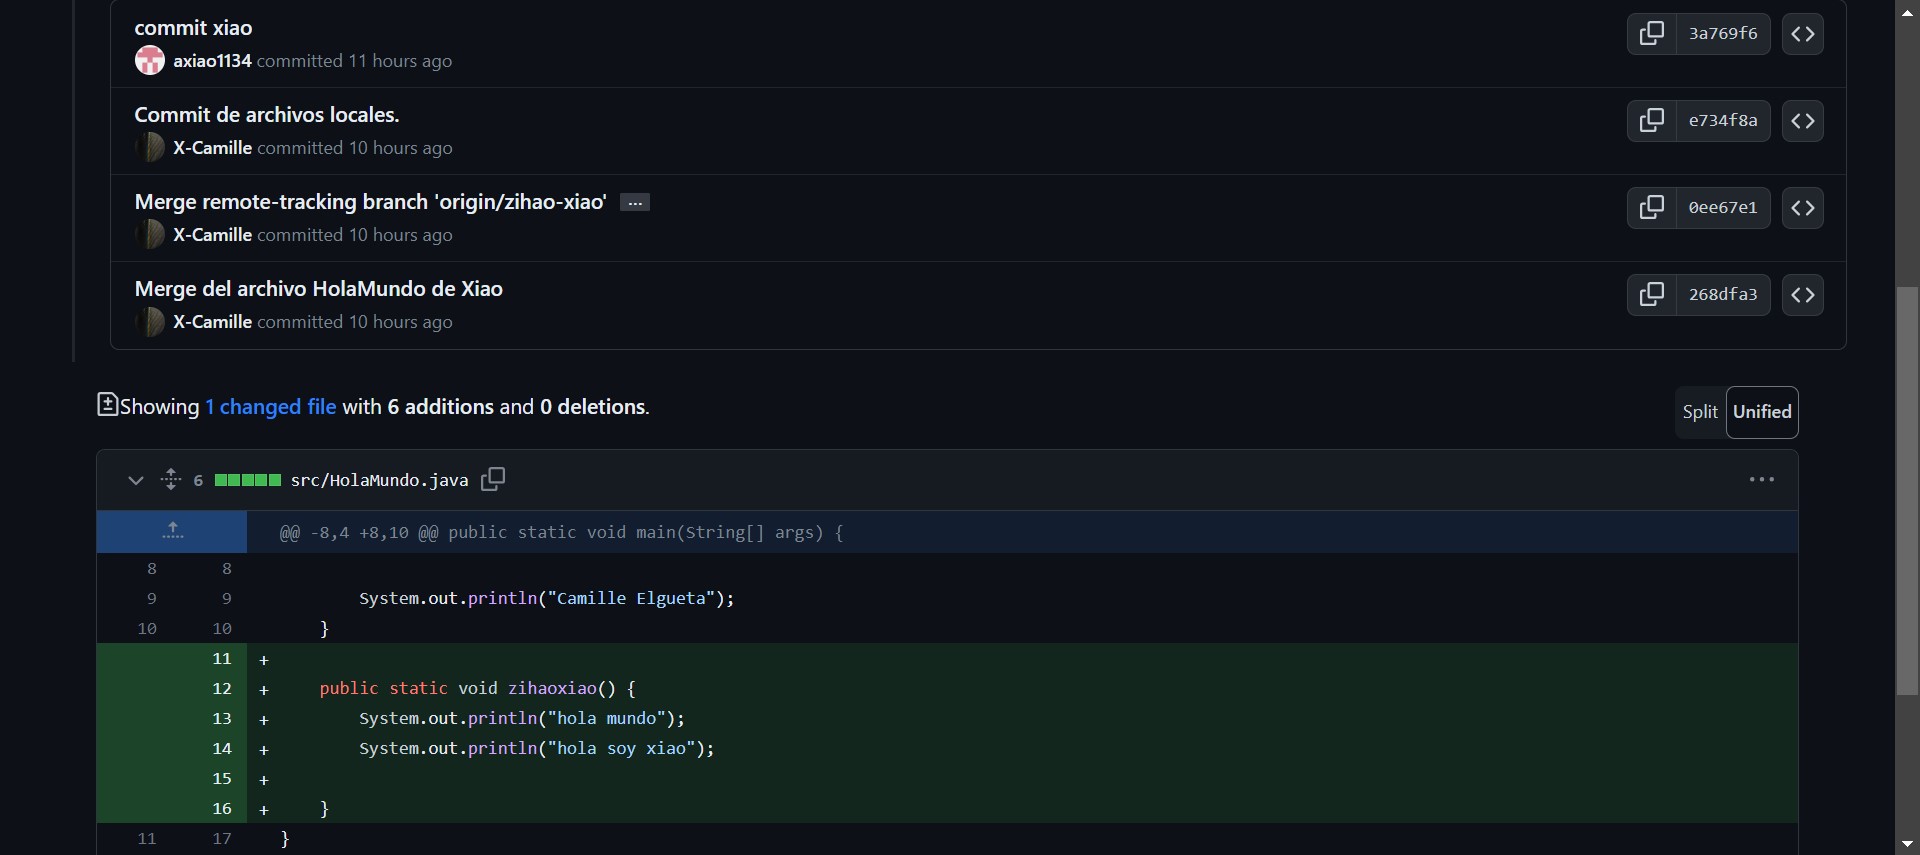 commit xiao
3a769f6
axiao1134 committed 11 hours ago
Commit de archivos locales.
e734f8a
X-Camille committed 10 hours ago
Merge remote-tracking branch 'origin/zihao-xiao' ...
0ee67e1
X-Camille committed 10 hours ago
Merge del archivo HolaMundo de Xiao
268dfa3
X-Camille committed 10 hours ago
Showing 1 changed file with 6 additions and 0 deletions.
Split Unified
6 src/HolaMundo.java
@@ -8,4 +8,10 @@ public static void main(String[] args) {
8 8
9 9 System.out.println("Camille Elgueta");
10 10 }
11 +
12 + public static void zihaoxiao() {
13 + System.out.println("hola mundo");
14 + System.out.println("hola soy xiao");
15 +
16 + }
11 17 }